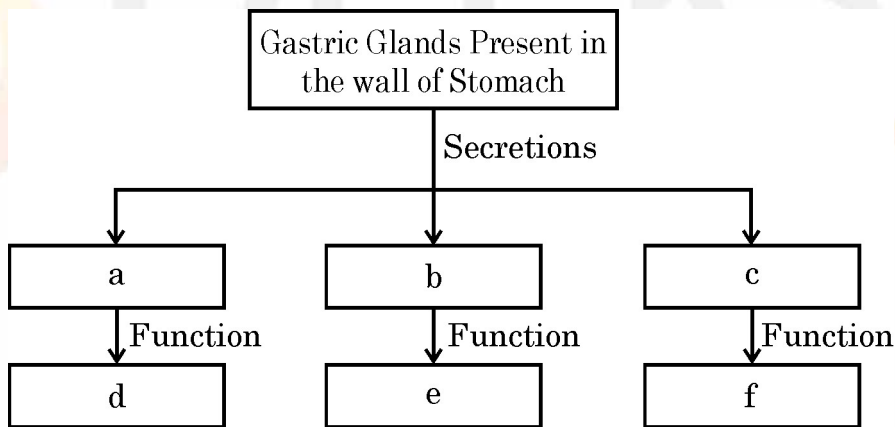 Gastric Glands Present in
the wall of Stomach
Secretions
a
b
c
Function
Function
Function
d
e
f